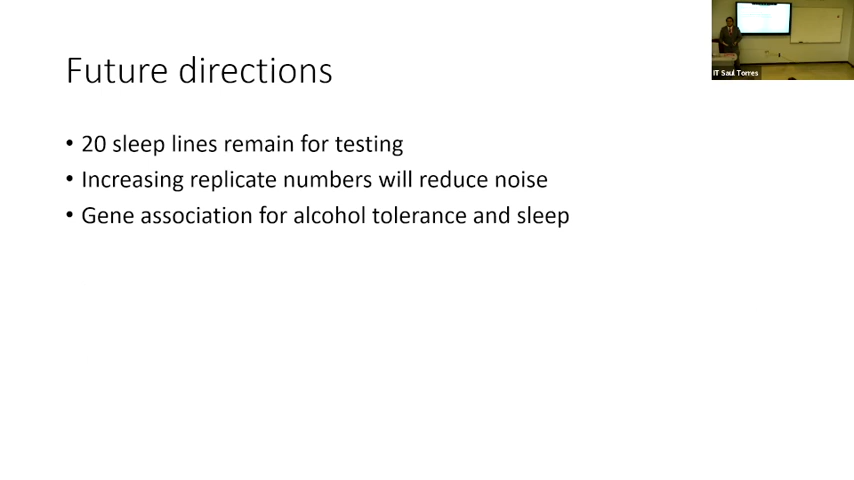 Future directions
• 20 sleep lines remain for testing
• Increasing replicate numbers will reduce noise
• Gene association for alcohol tolerance and sleep
IT Saul Torres